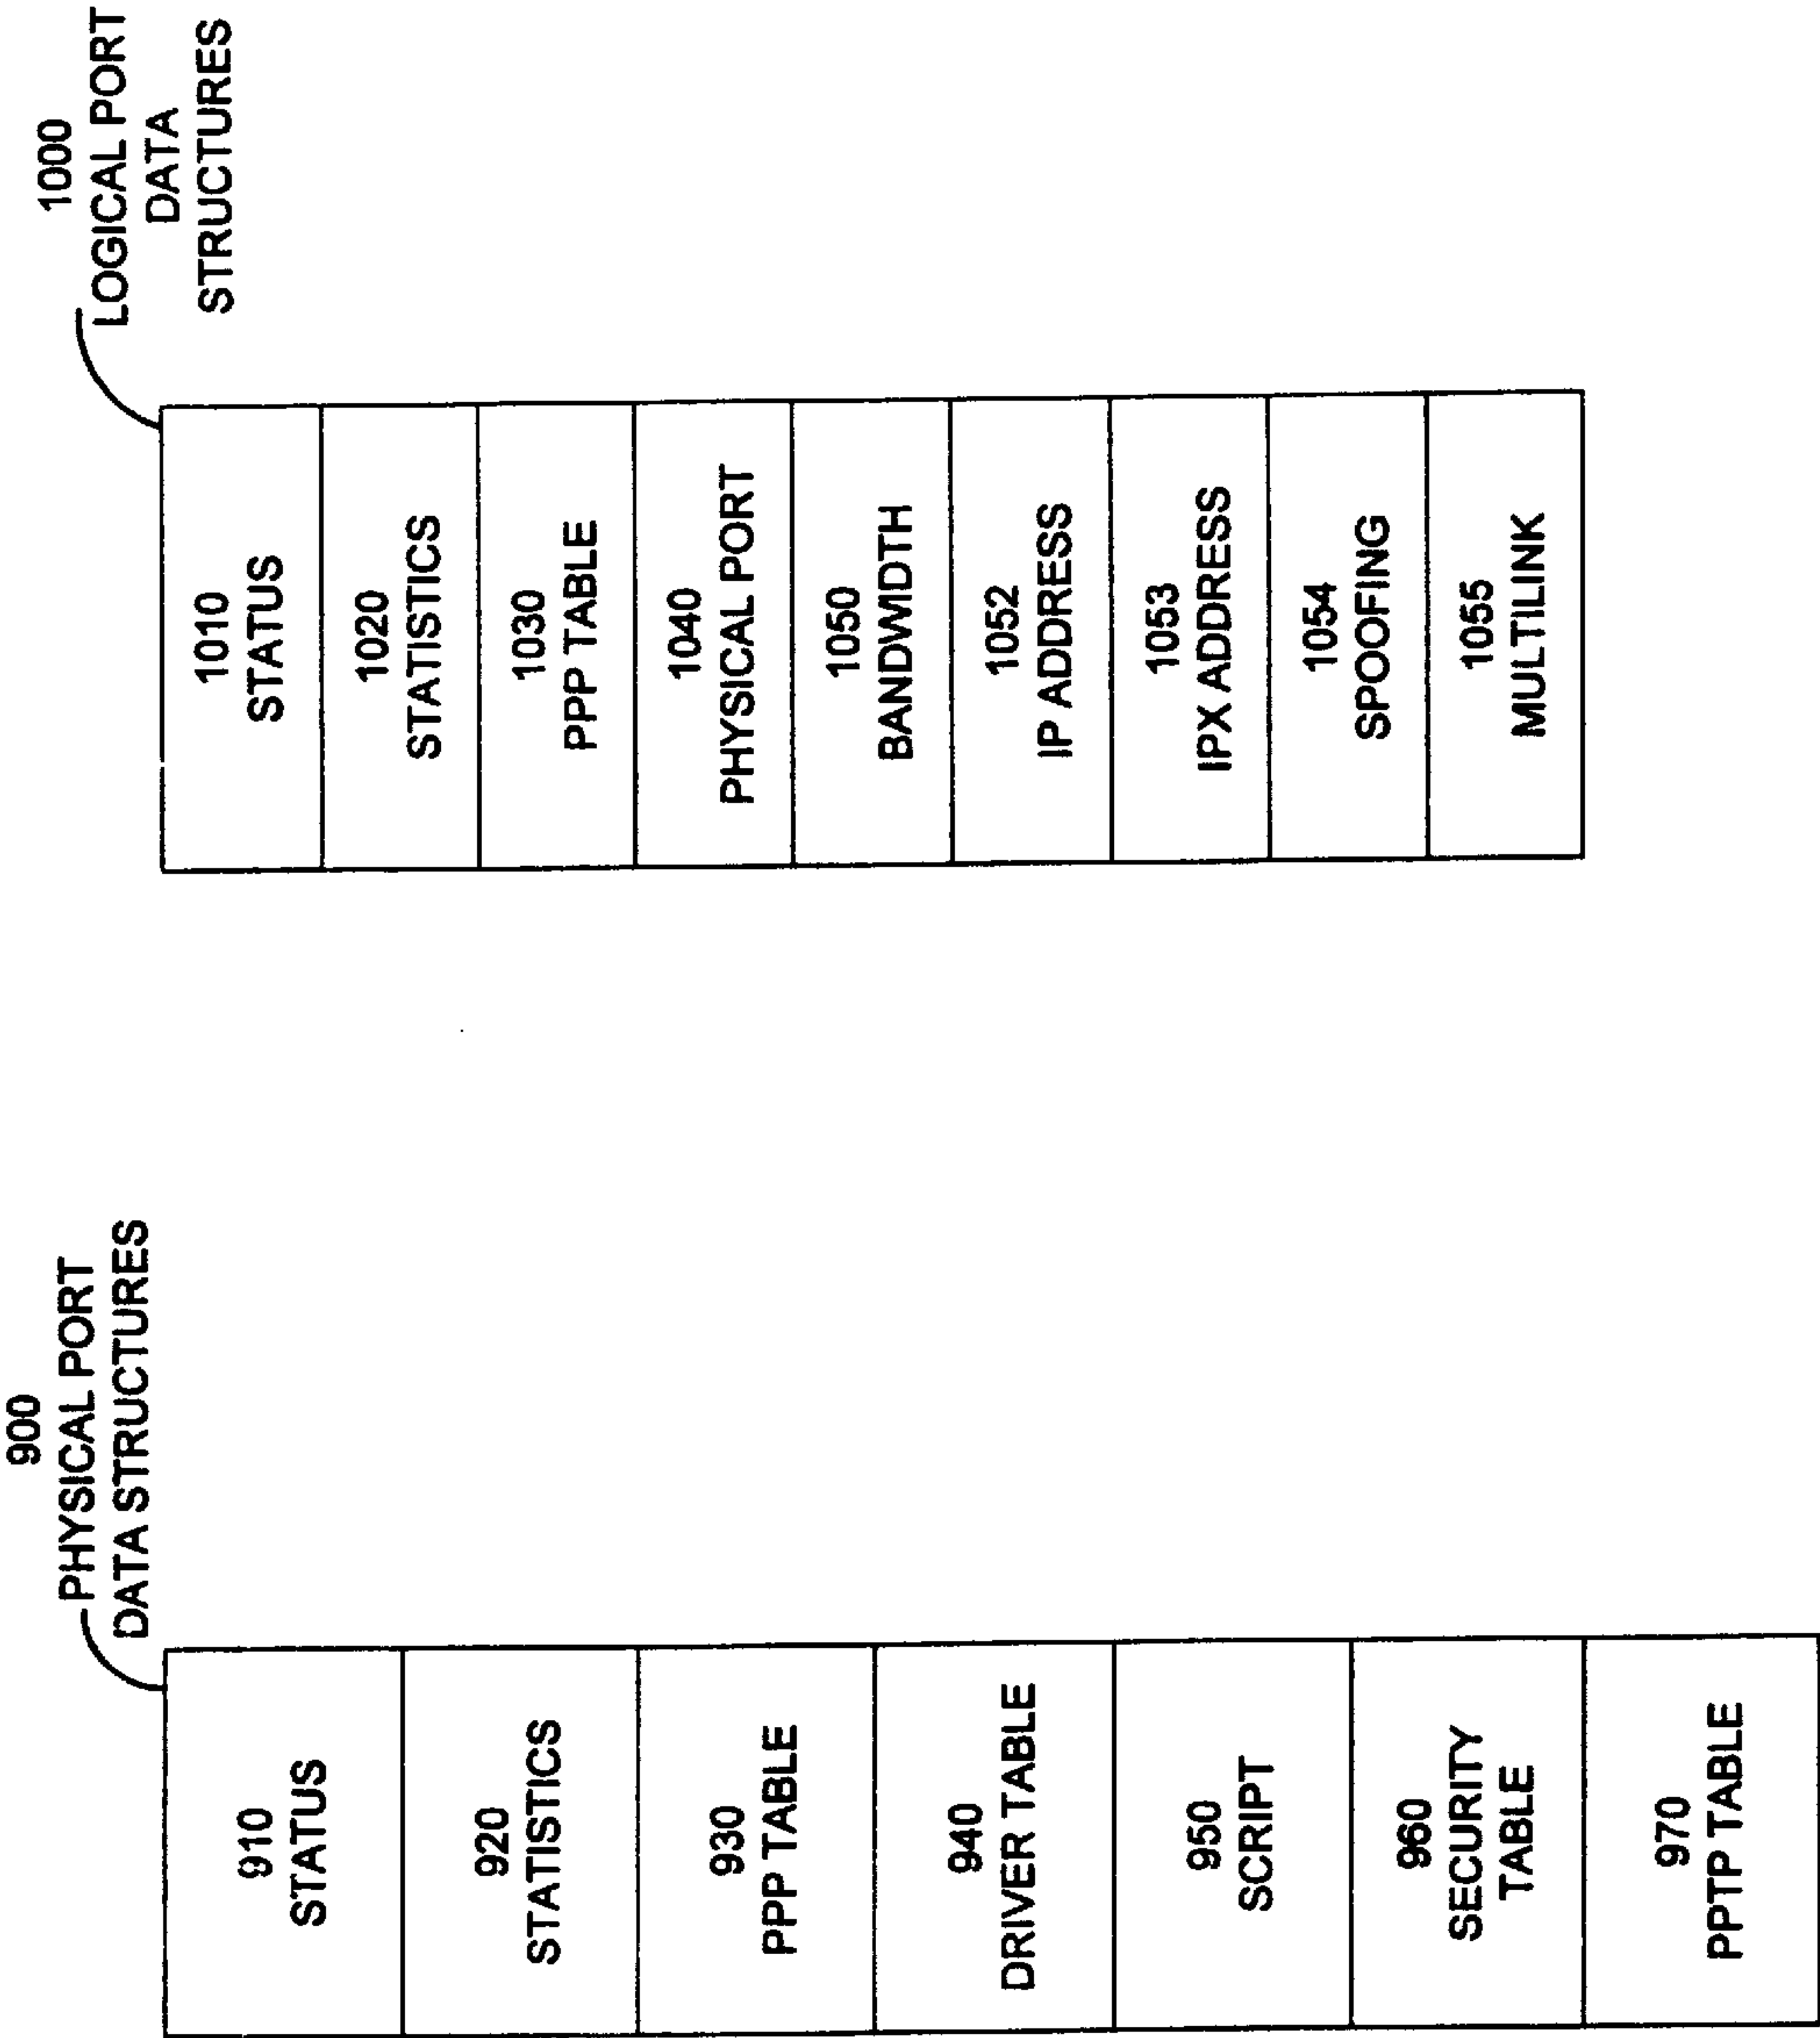 900
PHYSICAL PORT
DATA STRUCTURES
910
STATUS
920
STATISTICS
930
PPP TABLE
940
DRIVER TABLE
950
SCRIPT
960
SECURITY
TABLE
970
PPTP TABLE
1000
LOGICAL PORT
DATA
STRUCTURES
1010
STATUS
1020
STATISTICS
1030
PPP TABLE
1040
PHYSICAL PORT
1050
BANDWIDTH
1052
IP ADDRESS
1053
IPX ADDRESS
1054
SPOOFING
1055
MULTILINK